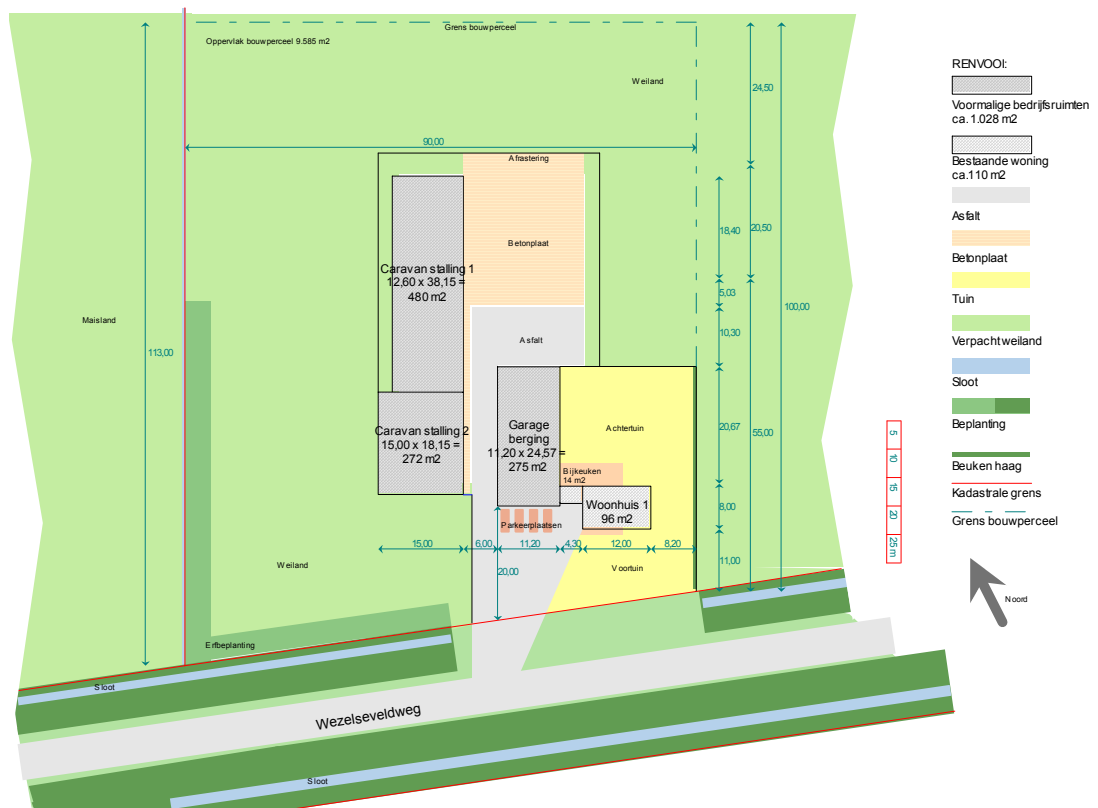 Grens bouwperceel
Oppervlak bouwperceel 9.585 m2
Weiland
24,50
90,00
Afrastering
18,40
20,50
Betonplaat
Caravan stalling 1
12,60 x 38,15 =
480 m2
5,03
100,00
Maisland
10,30
Asfalt
113,00
Caravan stalling 2
15,00 x 18,15 =
272 m2
Garage
berging
11,20 x 24,57 =
275 m2
Achtertuin
20,67
55,00
Bijkeuken
14 m2
Woonhuis 1
96 m2
8,00
Parkeerplaatsen
15,00
6,00
11,20
4,30
12,00
8,20
11,00
Weiland
20,00
Voortuin
Erfbeplanting
Sloot
Wezelseveldweg
Sloot
RENVOOI:
Voormalige bedrijfsruimten
ca. 1.028 m2
Bestaande woning
ca.110 m2
Asfalt
Betonplaat
Tuin
Verpacht weiland
Sloot
Beplanting
Beuken haag
Kadastrale grens
Grens bouwperceel
5
10
15
20
25 m
Noord